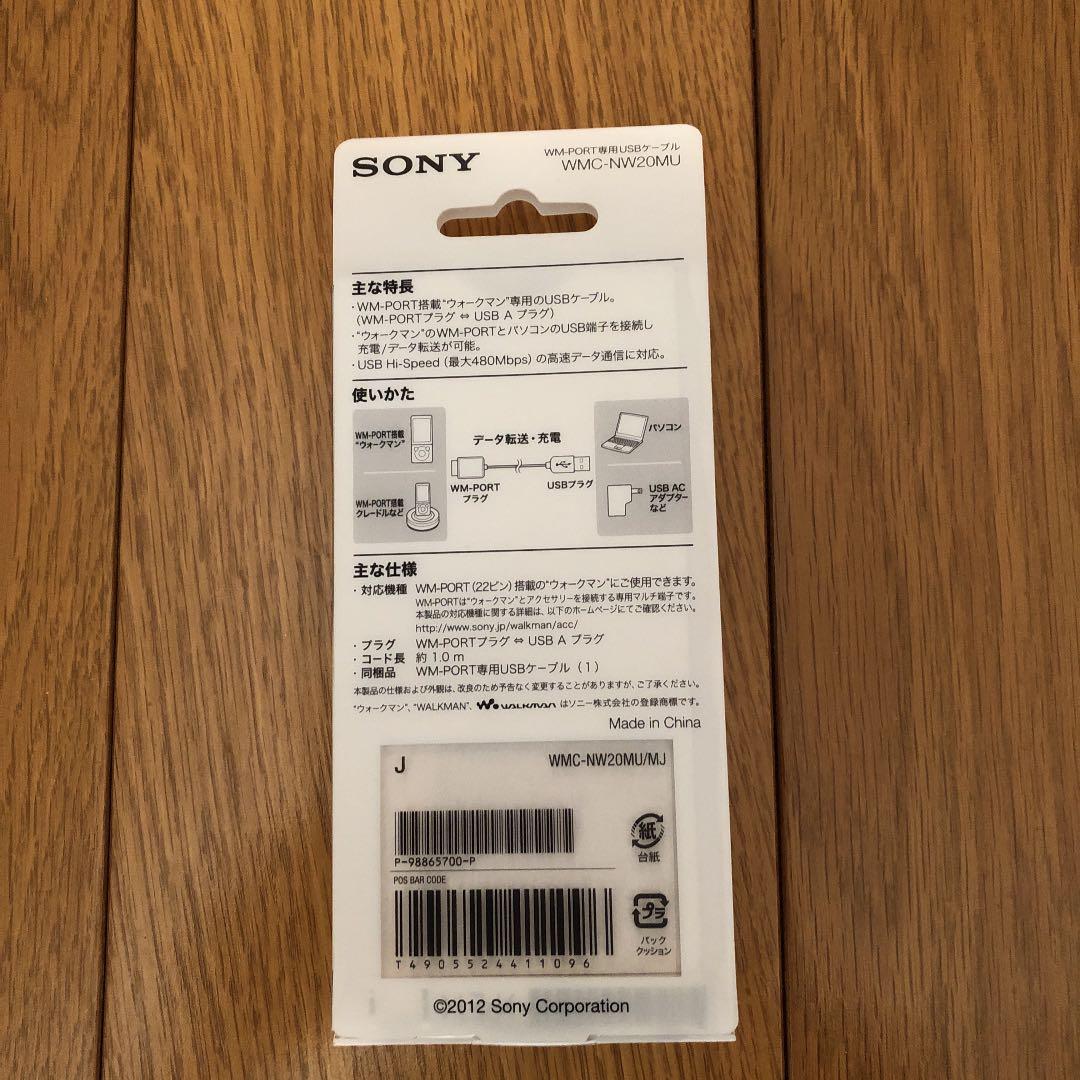 SONY
WM-PORT専用USBケーブル
WMC-NW20MU
主な特長
・WM-PORT搭載“ウォークマン”専用のUSBケーブル。
（WM-PORTプラグ ⇔ USB A プラグ）
・“ウォークマン”のWM-PORTとパソコンのUSB端子を接続し
充電/データ転送が可能。
・USB Hi-Speed（最大480Mbps）の高速データ通信に対応。
使いかた
WM-PORT搭載
“ウォークマン”
WM-PORT搭載
クレードルなど
データ転送・充電
WM-PORT
プラグ
USBプラグ
パソコン
USB AC
アダプター
など
主な仕様
・対応機種 WM-PORT（22ピン）搭載の“ウォークマン”にご使用できます。
WM-PORTは“ウォークマン”とアクセサリーを接続する専用マルチ端子です。
本製品の対応機種に関する詳細は、以下のホームページにてご確認ください。
http://www.sony.jp/walkman/acc/
・プラグ WM-PORTプラグ ⇔ USB A プラグ
・コード長 約 1.0 m
・同梱品 WM-PORT専用USBケーブル（1）
本製品の仕様および外観は、改良のため予告なく変更することがありますが、ご了承ください。
“ウォークマン”、“WALKMAN”、 WALKMAN はソニー株式会社の登録商標です。
Made in China
J
WMC-NW20MU/MJ
P-98865700-P
POS BAR CODE
T4905524411096
紙
台紙
プラ
パック
クッション
©2012 Sony Corporation